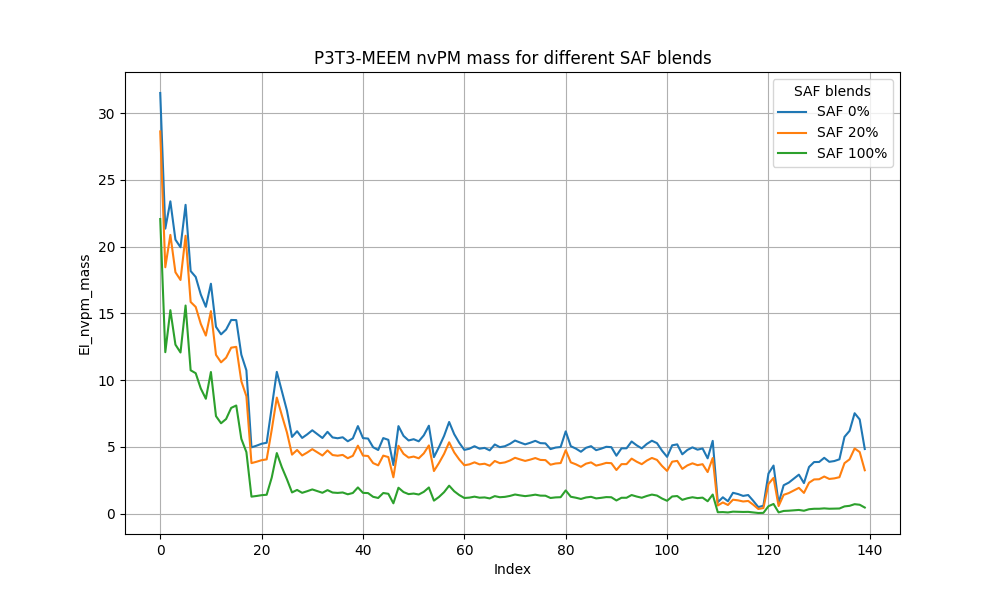 P3T3-MEEM nvPM mass for different SAF blends
SAF blends
SAF 0%
SAF 20%
SAF 100%
EI_nvpm_mass
30
25
20
15
10
5
0
0 20 40 60 80 100 120 140
Index